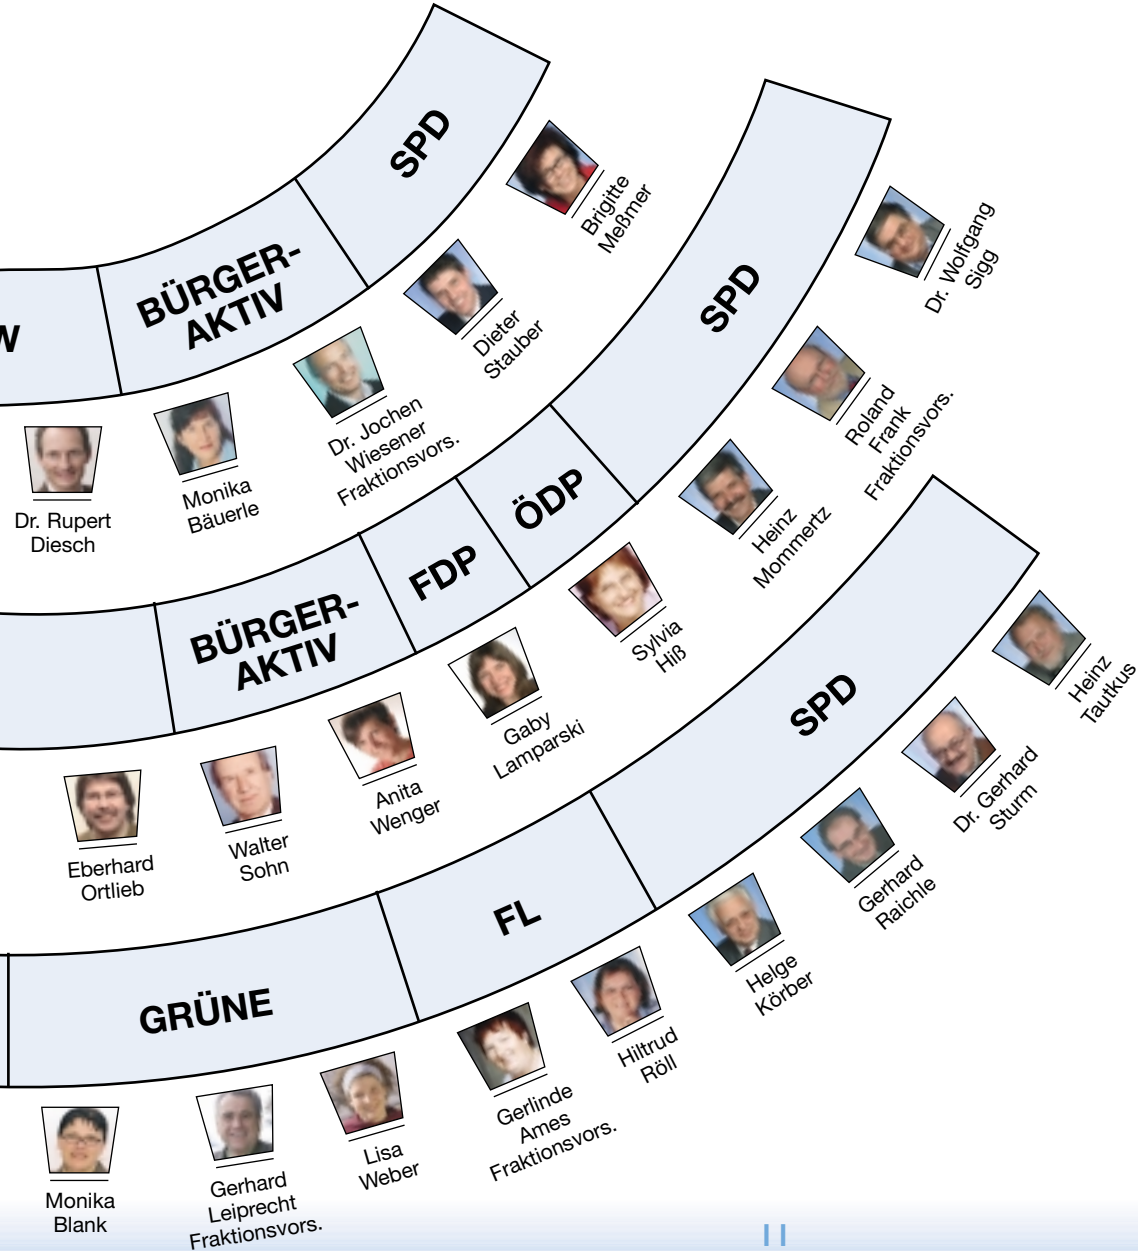 SPD
BÜRGER-
AKTIV
W
Brigitte
Meßmer
Dieter
Stauber
Dr. Jochen
Wiesener
Fraktionsvors.
Monika
Bäuerle
Dr. Rupert
Diesch
SPD
ÖDP
FDP
BÜRGER-
AKTIV
Dr. Wolfgang
Sigg
Roland
Frank
Fraktionsvors.
Heinz
Mommertz
Sylvia
Hiß
Gaby
Lamparski
Anita
Wenger
Walter
Sohn
Eberhard
Ortlieb
SPD
FL
GRÜNE
Heinz
Tautkus
Dr. Gerhard
Sturm
Gerhard
Raichle
Helge
Körber
Hiltrud
Röll
Gerlinde
Ames
Fraktionsvors.
Lisa
Weber
Gerhard
Leiprecht
Fraktionsvors.
Monika
Blank